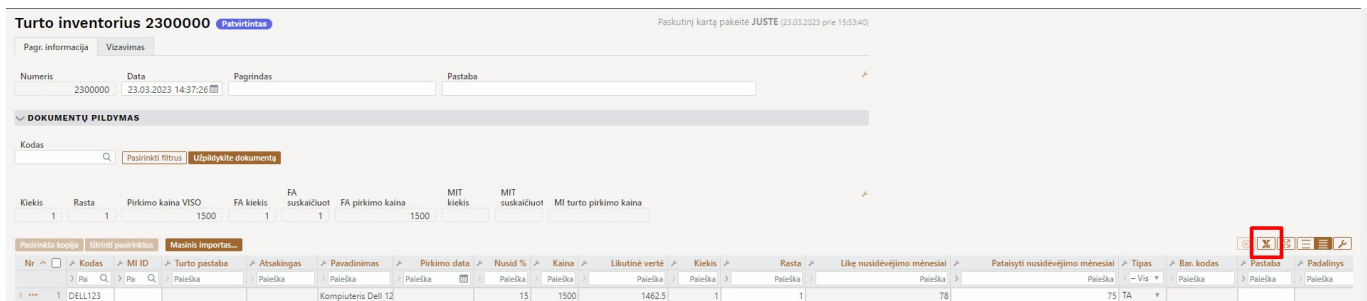 Turto inventorius 2300000 Patvirtintas
Paskutinį kartą pakeitė JUSTE (23.03.2023 prie 15:53:40)
Pagr. informacija Vizavimas
Numeris Data Pagrindas Pastaba
2300000 23.03.2023 14:37:26
DOKUMENTŲ PILDYMAS
Kodas
Pasirinkti filtrus Užpildykite dokumentą
Kiekis Rasta Pirkimo kaina VISO FA kiekis FA suskaičiuot FA pirkimo kaina MIT kiekis MIT suskaičiuot MI turto pirkimo kaina
1 1 1500 1 1 1500
Pasirinkta kopija Ištrinti pasirinktus Masinis importas...
Nr Kodas MI ID Turto pastaba Atsakingas Pavadinimas Pirkimo data Nusid % Kaina Likutinė vertė Kiekis Rasta Likę nusidėvėjimo mėnesiai Pataisyti nusidėvėjimo mėnesiai Tipas Bar. kodas Pastaba Padalinys
Pai Pai Paieška Paieška Paieška Paieška Paieška Paieška Paieška Paieška Paieška Paieška Paieška – Vis Paieška Paieška Paieška
1 DELL123 Kompiuteris Dell 12 15 1500 1462.5 1 1 78 75 TA